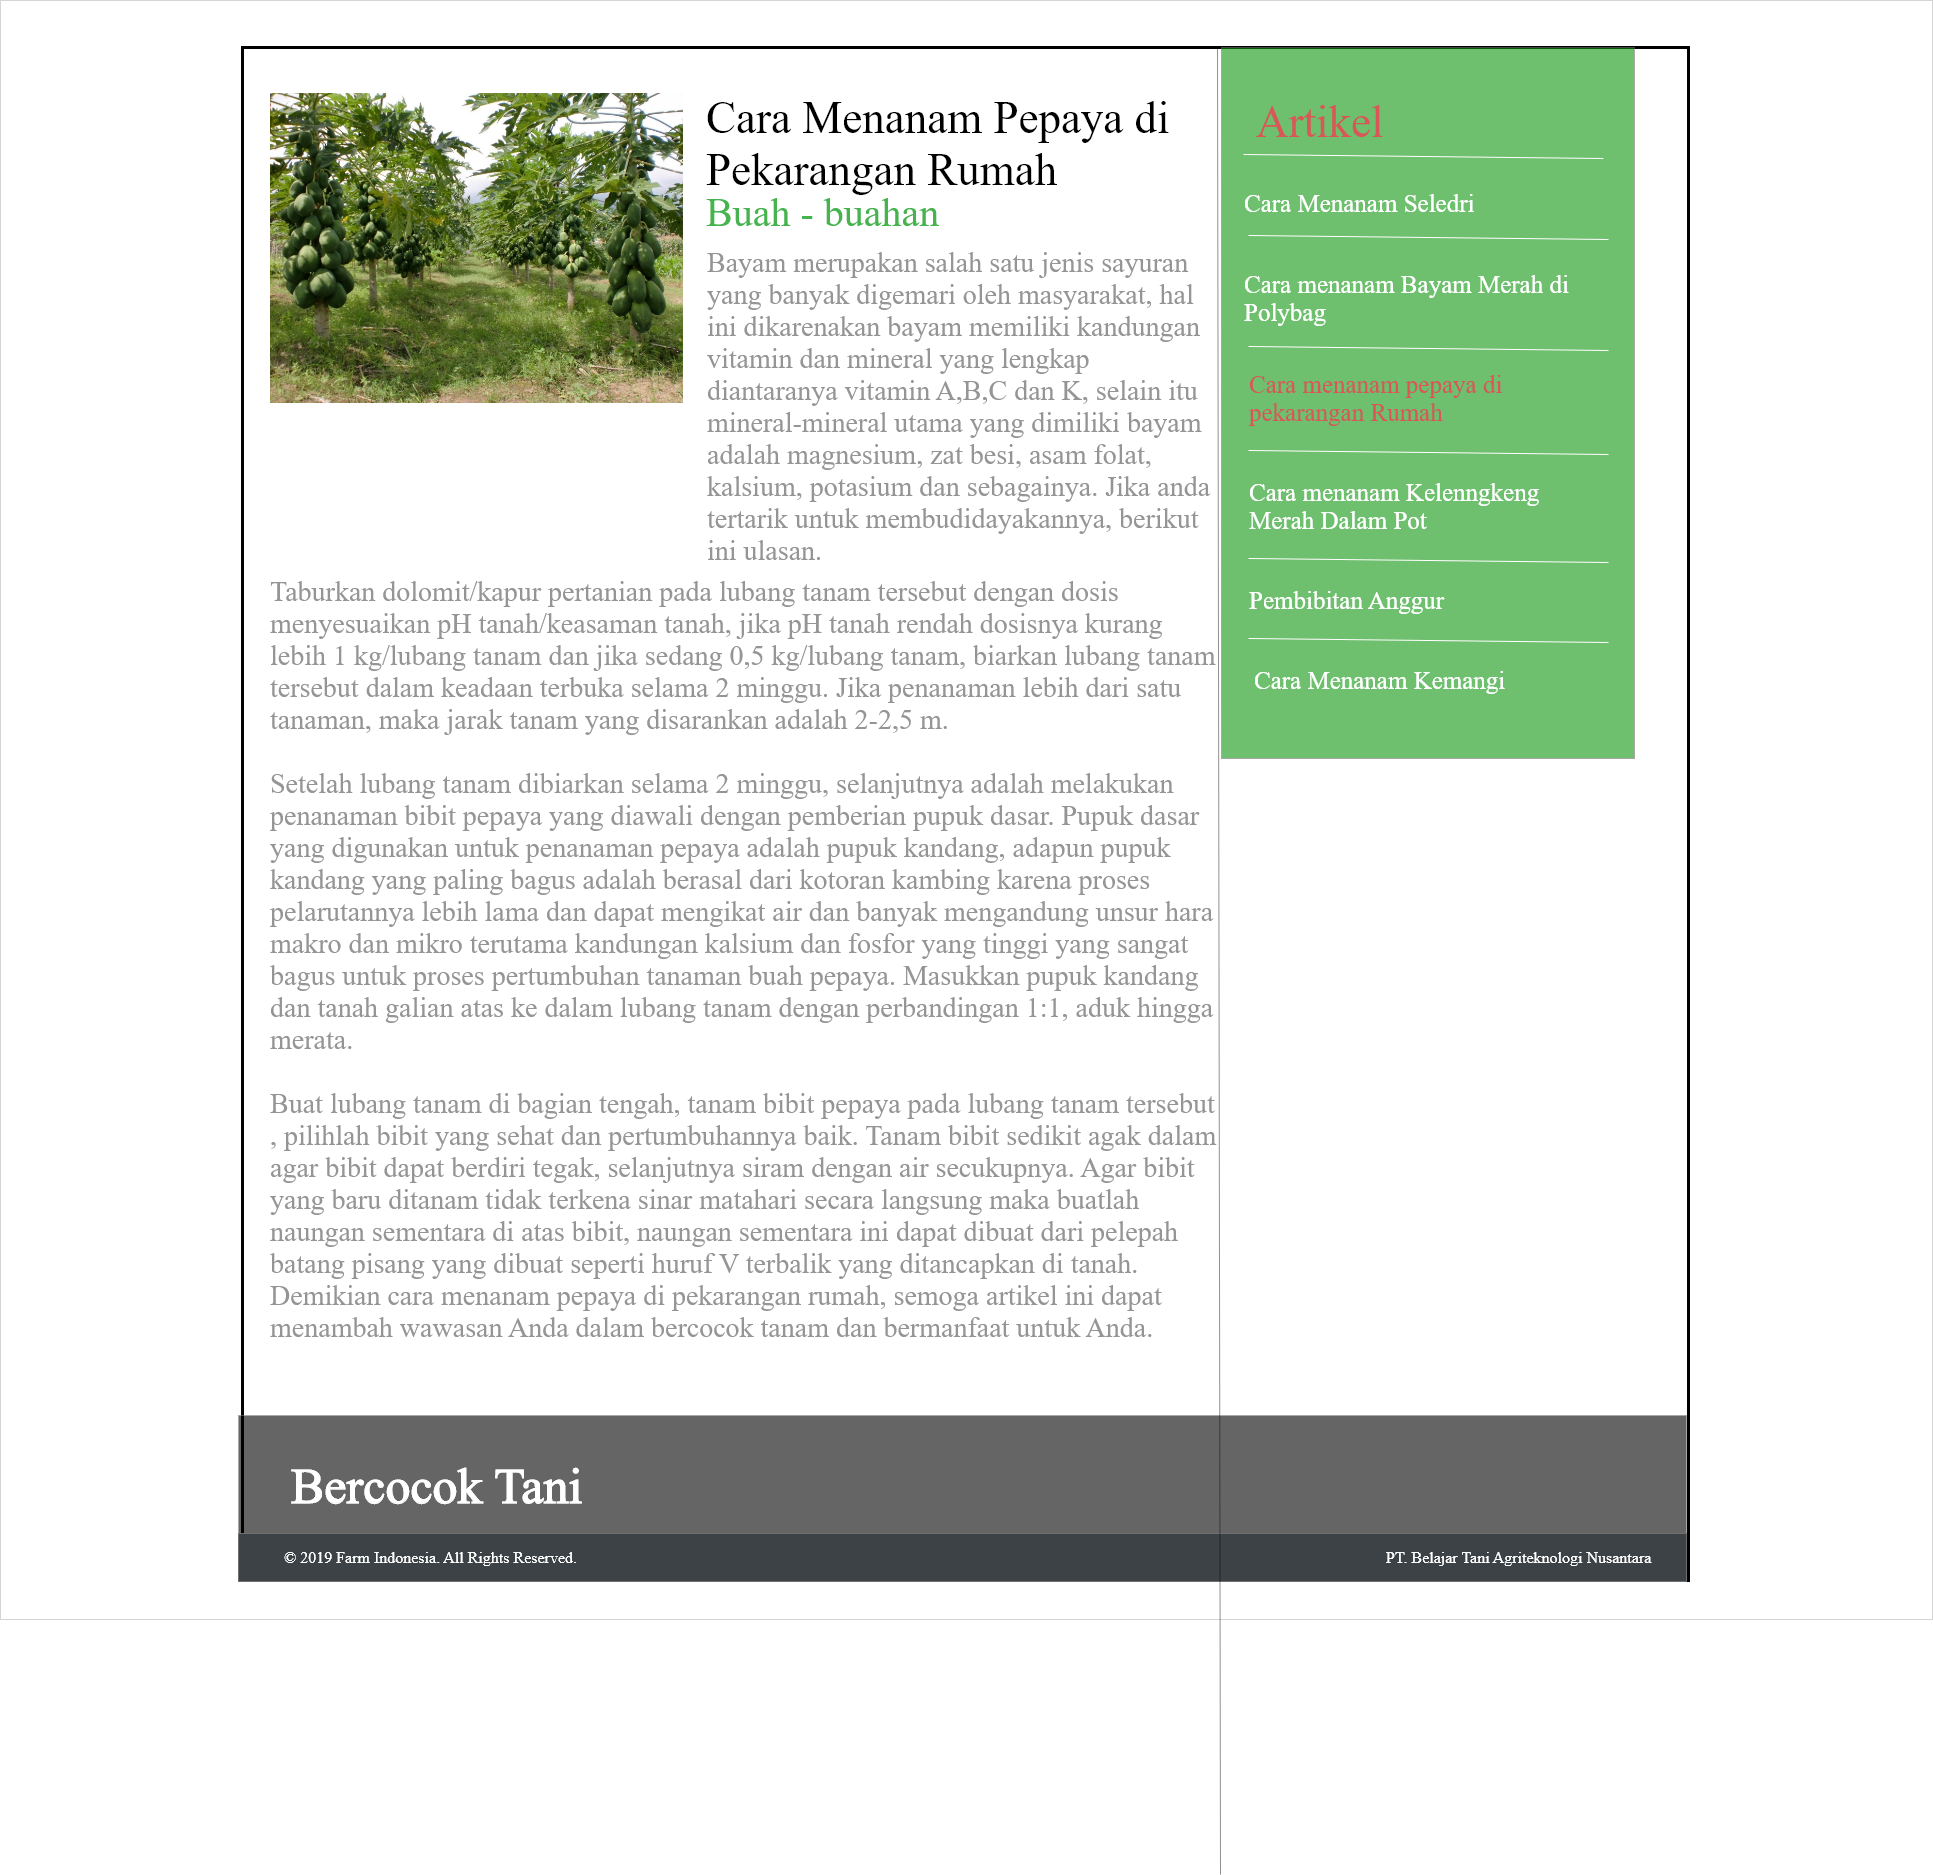 Cara Menanam Pepaya di
Pekarangan Rumah
Buah - buahan
Bayam merupakan salah satu jenis sayuran
yang banyak digemari oleh masyarakat, hal
ini dikarenakan bayam memiliki kandungan
vitamin dan mineral yang lengkap
diantaranya vitamin A,B,C dan K, selain itu
mineral-mineral utama yang dimiliki bayam
adalah magnesium, zat besi, asam folat,
kalsium, potasium dan sebagainya. Jika anda
tertarik untuk membudidayakannya, berikut
ini ulasan.
Taburkan dolomit/kapur pertanian pada lubang tanam tersebut dengan dosis
menyesuaikan pH tanah/keasaman tanah, jika pH tanah rendah dosisnya kurang
lebih 1 kg/lubang tanam dan jika sedang 0,5 kg/lubang tanam, biarkan lubang tanam
tersebut dalam keadaan terbuka selama 2 minggu. Jika penanaman lebih dari satu
tanaman, maka jarak tanam yang disarankan adalah 2-2,5 m.
Setelah lubang tanam dibiarkan selama 2 minggu, selanjutnya adalah melakukan
penanaman bibit pepaya yang diawali dengan pemberian pupuk dasar. Pupuk dasar
yang digunakan untuk penanaman pepaya adalah pupuk kandang, adapun pupuk
kandang yang paling bagus adalah berasal dari kotoran kambing karena proses
pelarutannya lebih lama dan dapat mengikat air dan banyak mengandung unsur hara
makro dan mikro terutama kandungan kalsium dan fosfor yang tinggi yang sangat
bagus untuk proses pertumbuhan tanaman buah pepaya. Masukkan pupuk kandang
dan tanah galian atas ke dalam lubang tanam dengan perbandingan 1:1, aduk hingga
merata.
Buat lubang tanam di bagian tengah, tanam bibit pepaya pada lubang tanam tersebut
, pilihlah bibit yang sehat dan pertumbuhannya baik. Tanam bibit sedikit agak dalam
agar bibit dapat berdiri tegak, selanjutnya siram dengan air secukupnya. Agar bibit
yang baru ditanam tidak terkena sinar matahari secara langsung maka buatlah
naungan sementara di atas bibit, naungan sementara ini dapat dibuat dari pelepah
batang pisang yang dibuat seperti huruf V terbalik yang ditancapkan di tanah.
Demikian cara menanam pepaya di pekarangan rumah, semoga artikel ini dapat
menambah wawasan Anda dalam bercocok tanam dan bermanfaat untuk Anda.
Artikel
Cara Menanam Seledri
Cara menanam Bayam Merah di
Polybag
Cara menanam pepaya di
pekarangan Rumah
Cara menanam Kelenngkeng
Merah Dalam Pot
Pembibitan Anggur
Cara Menanam Kemangi
Bercocok Tani
© 2019 Farm Indonesia. All Rights Reserved.
PT. Belajar Tani Agriteknologi Nusantara